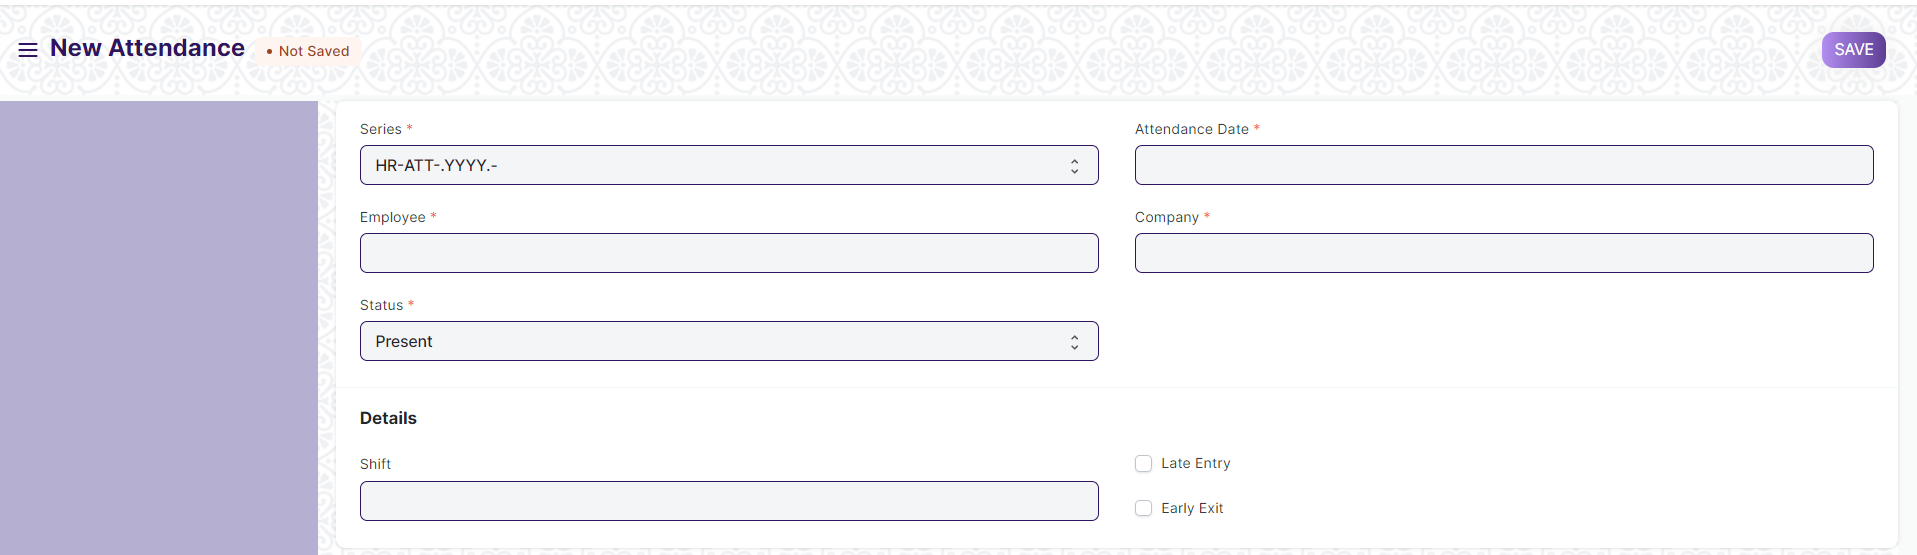 New Attendance
• Not Saved
SAVE
Series *
HR-ATT-.YYYY.-
Attendance Date *
Employee *
Company *
Status *
Present
Details
Shift
Late Entry
Early Exit